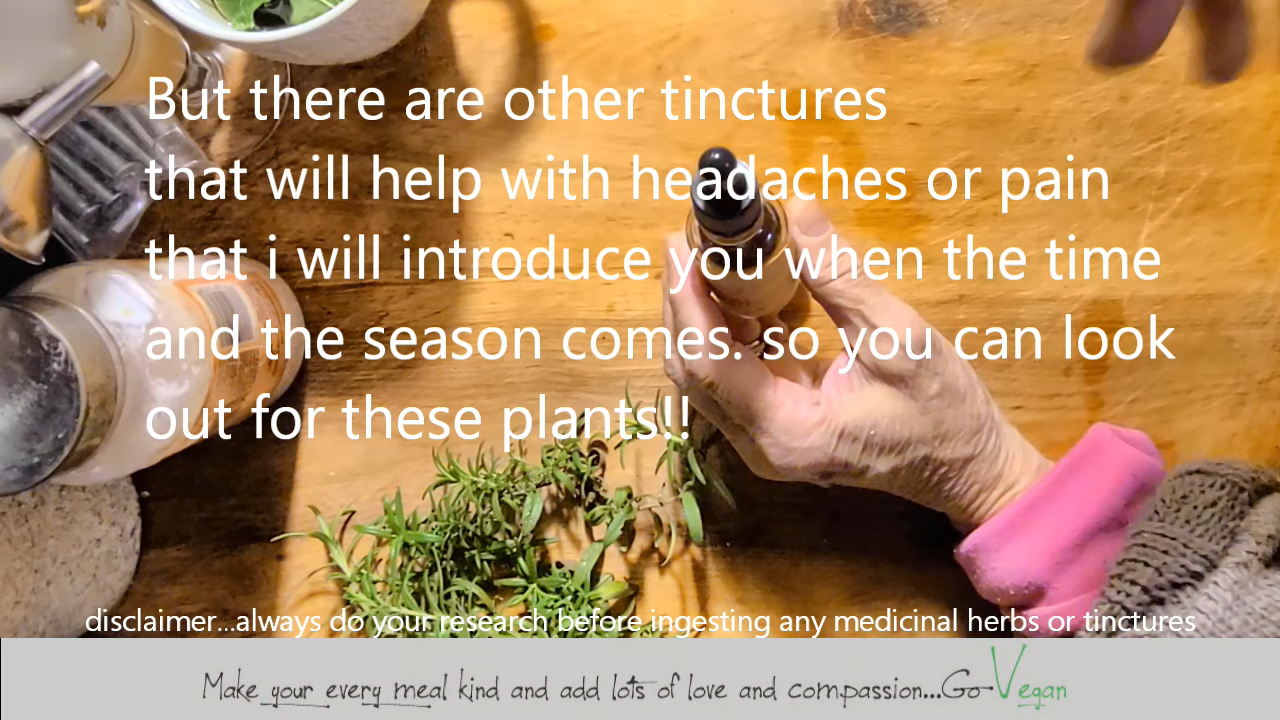 But there are other tinctures
that will help with headaches or pain
that i will introduce you when the time
and the season comes. so you can look
out for these plants!!
disclaimer...always do your research before ingesting any medicinal herbs or tinctures
Make your every meal kind and add lots of love and compassion...Go Vegan